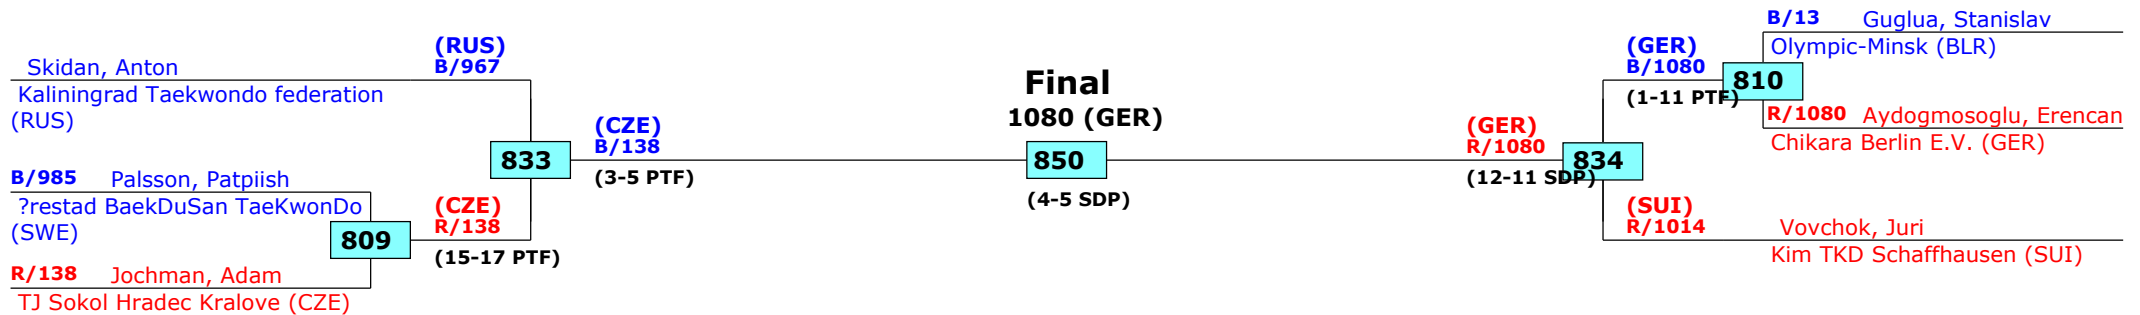 Skidan, Anton
Kaliningrad Taekwondo federation
(RUS)
B/985 Palsson, Patpiish
?restad BaekDuSan TaeKwonDo
(SWE)
809
R/138 Jochman, Adam
TJ Sokol Hradec Kralove (CZE)
(RUS)
B/967
833
(CZE)
R/138
(15-17 PTF)
(CZE)
B/138
(3-5 PTF)
Final
1080 (GER)
850
(4-5 SDP)
(GER)
R/1080
(12-11 SDP)
834
(GER)
B/1080
(1-11 PTF)
810
(SUI)
R/1014
B/13 Guglua, Stanislav
Olympic-Minsk (BLR)
R/1080 Aydogmosoglu, Erencan
Chikara Berlin E.V. (GER)
Vovchok, Juri
Kim TKD Schaffhausen (SUI)